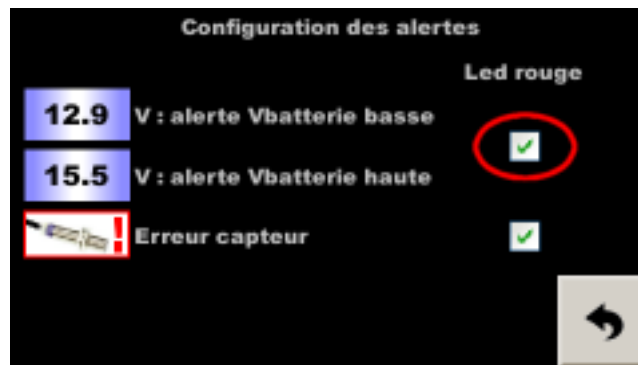 Configuration des alertes
Led rouge
12.9 V : alerte Vbatterie basse
15.5 V : alerte Vbatterie haute
! Erreur capteur